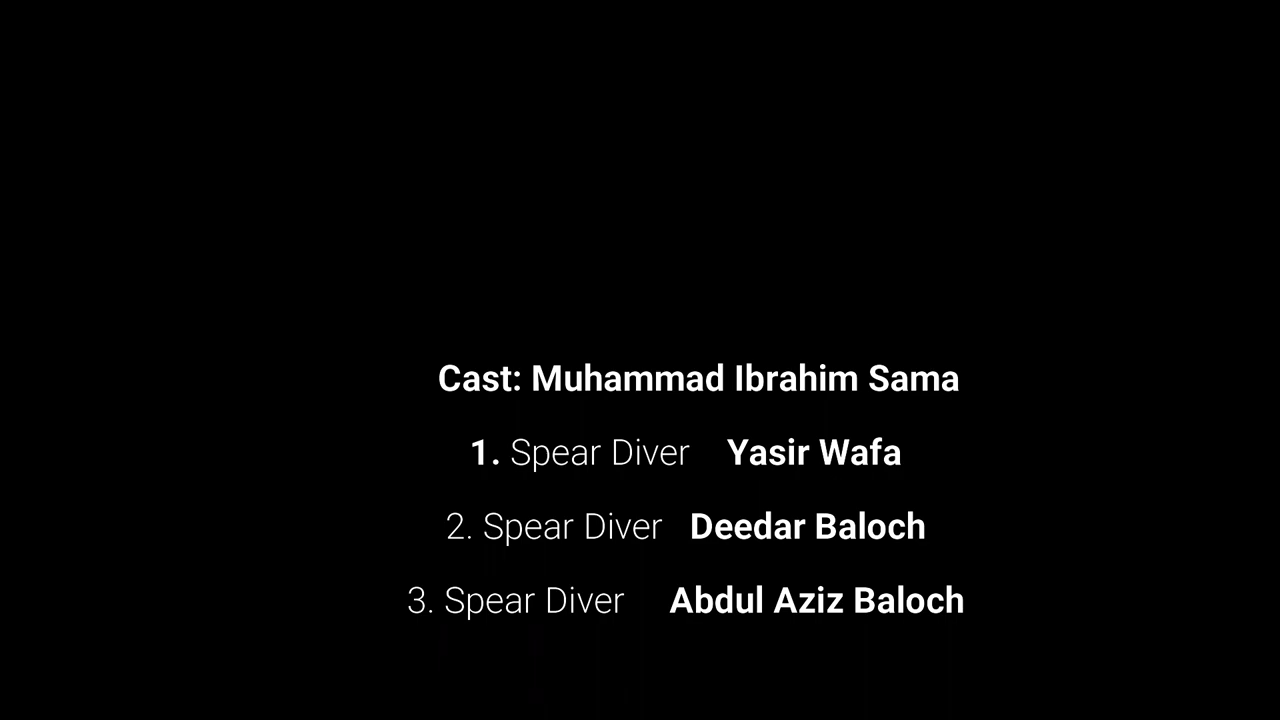 Cast: Muhammad Ibrahim Sama
1. Spear Diver Yasir Wafa
2. Spear Diver Deedar Baloch
3. Spear Diver Abdul Aziz Baloch